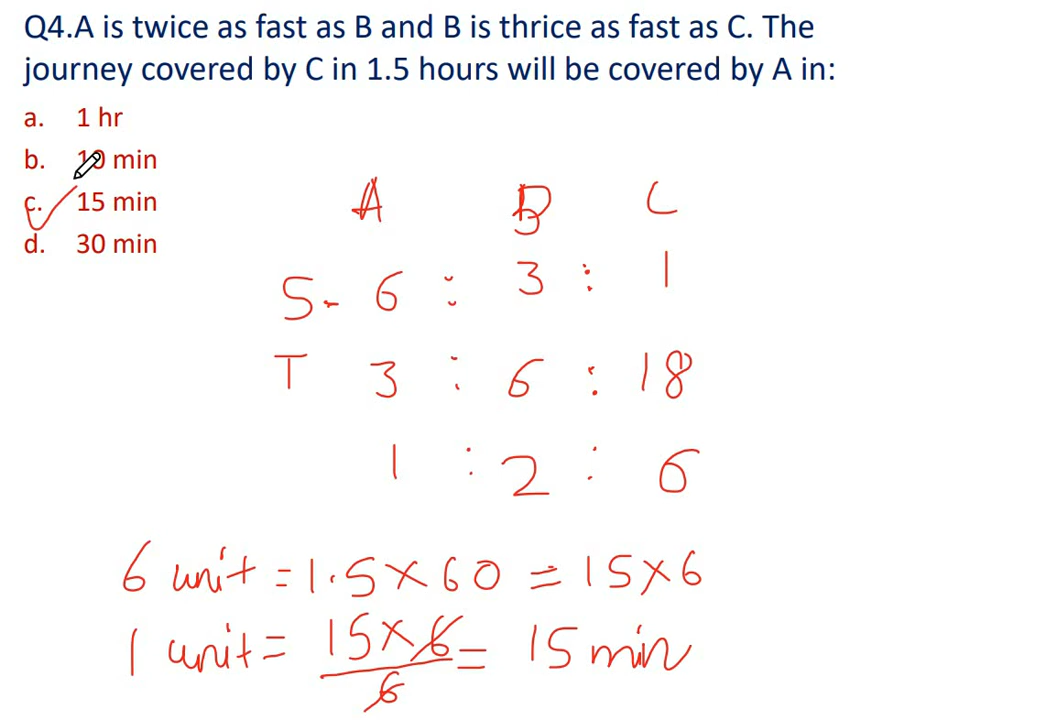 Q4.A is twice as fast as B and B is thrice as fast as C. The
journey covered by C in 1.5 hours will be covered by A in:
a. 1 hr
b. 10 min
c. 15 min
d. 30 min
A B C
S- 6 : 3 : 1
T 3 : 6 : 18
1 : 2 : 6
6 unit = 1.5 × 60 = 15 × 6
1 unit = 15 × 6 / 6 = 15 min